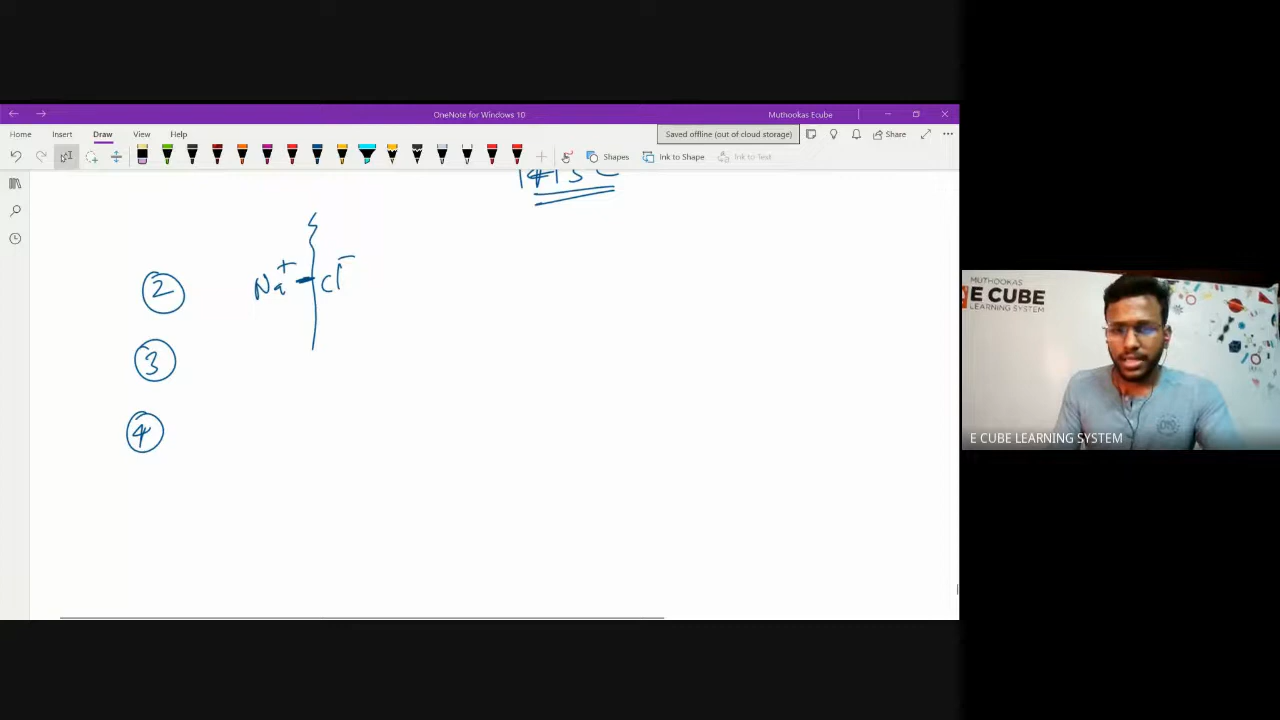 OneNote for Windows 10
Muthookas Ecube
Home Insert Draw View Help
Saved offline (out of cloud storage)
Share
Shapes
Ink to Shape
Ink to Text
Na+ Cl-
2
3
4
MUTHOOKAS
E CUBE
LEARNING SYSTEM
E CUBE LEARNING SYSTEM